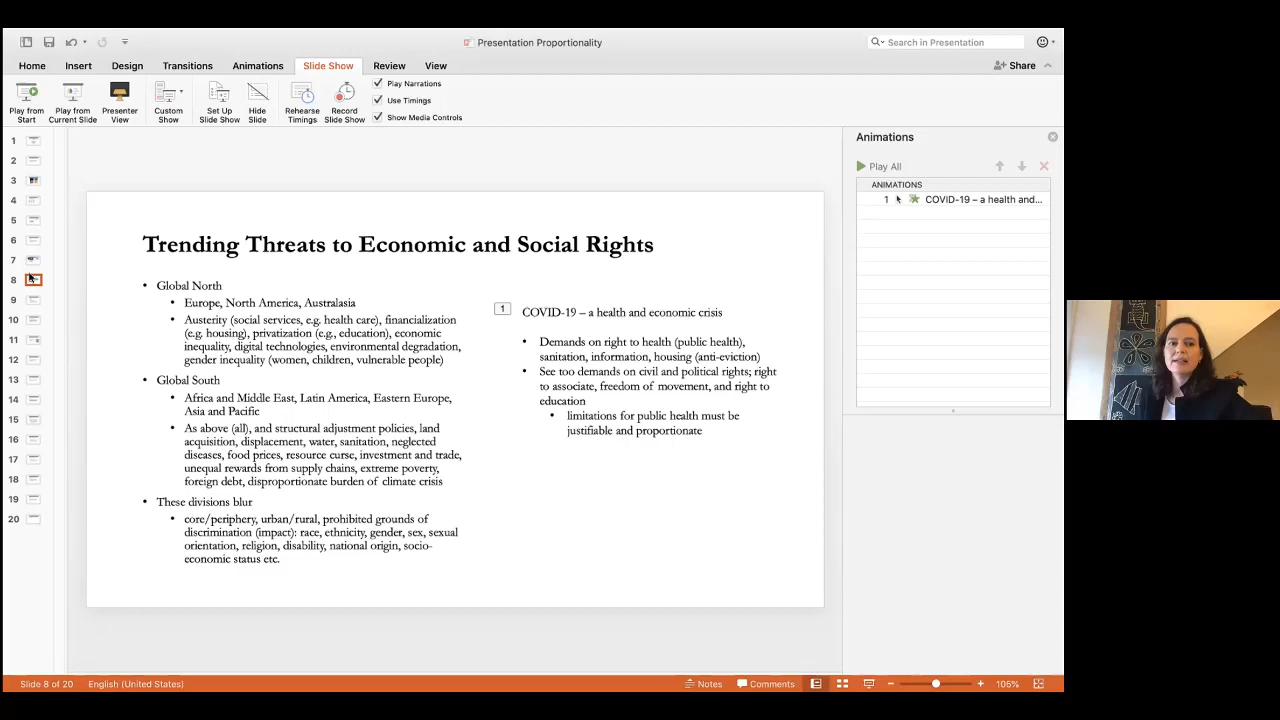 Presentation Proportionality
Search in Presentation
Home
Insert
Design
Transitions
Animations
Slide Show
Review
View
Share
Play from
Start
Play from
Current Slide
Presenter
View
Custom
Show
Set Up
Slide Show
Hide
Slide
Rehearse
Timings
Record
Slide Show
Play Narrations
Use Timings
Show Media Controls
1
2
3
4
5
6
7
8
9
10
11
12
13
14
15
16
17
18
19
20
Trending Threats to Economic and Social Rights
• Global North
• Europe, North America, Australasia
• Austerity (social services, e.g. health care), financialization
(e.g. housing), privatization (e.g., education), economic
inequality, digital technologies, environmental degradation,
gender inequality (women, children, vulnerable people)
• Global South
• Africa and Middle East, Latin America, Eastern Europe,
Asia and Pacific
• As above (all), and structural adjustment policies, land
acquisition, displacement, water, sanitation, neglected
diseases, food prices, resource curse, investment and trade,
unequal rewards from supply chains, extreme poverty,
foreign debt, disproportionate burden of climate crisis
• These divisions blur
• core/periphery, urban/rural, prohibited grounds of
discrimination (impact): race, ethnicity, gender, sex, sexual
orientation, religion, disability, national origin, socio-
economic status etc.
1
COVID-19 – a health and economic crisis
• Demands on right to health (public health),
sanitation, information, housing (anti-eviction)
• See too demands on civil and political rights; right
to associate, freedom of movement, and right to
education
• limitations for public health must be
justifiable and proportionate
Animations
Play All
ANIMATIONS
1 COVID-19 – a health and...
Slide 8 of 20
English (United States)
Notes
Comments
106%